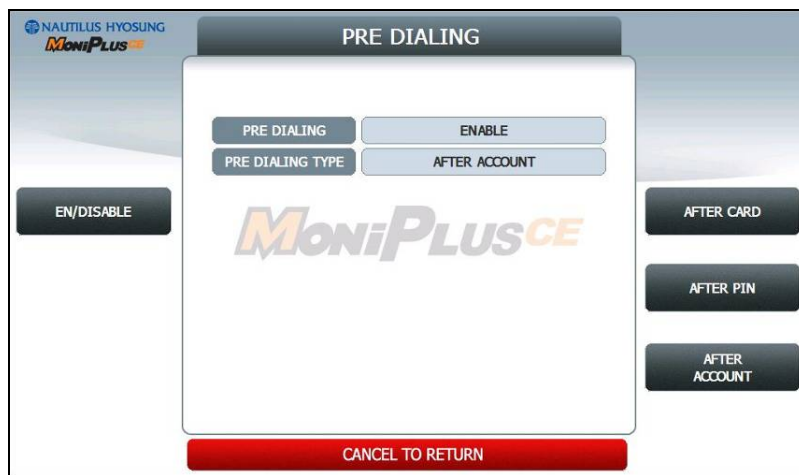 NAUTILUS HYOSUNG
MoniPlusCE
PRE DIALING
PRE DIALING ENABLE
PRE DIALING TYPE AFTER ACCOUNT
EN/DISABLE
MoniPlusCE
AFTER CARD
AFTER PIN
AFTER
ACCOUNT
CANCEL TO RETURN